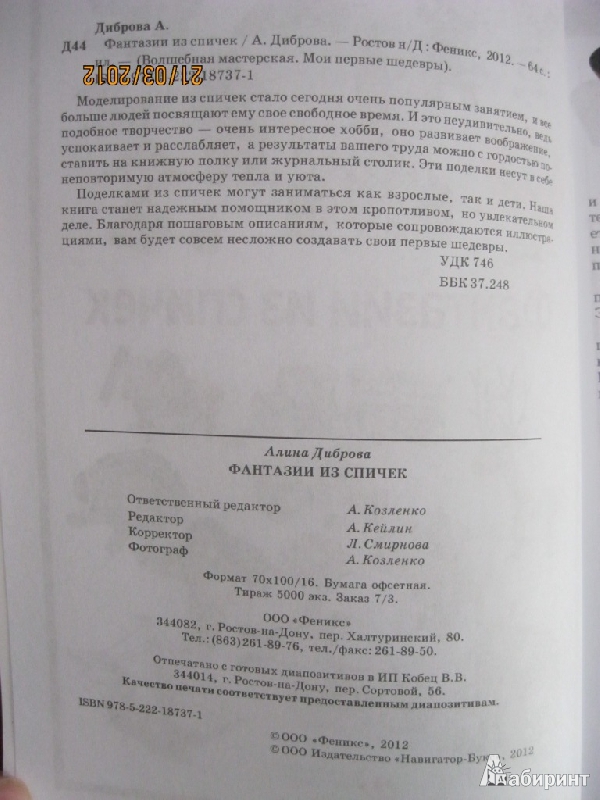 Диброва А.
Д44 Фантазии из спичек / А. Диброва. — Ростов н/Д : Феникс, 2012. — 64 с.:
ил. — (Волшебная мастерская. Мои первые шедевры).
18737-1
21/03/2012
Моделирование из спичек стало сегодня очень популярным занятием, и все
больше людей посвящают ему свое свободное время. И это неудивительно, ведь
подобное творчество — очень интересное хобби, оно развивает воображение,
успокаивает и расслабляет, а результаты вашего труда можно с гордостью по-
ставить на книжную полку или журнальный столик. Эти поделки несут в себе
неповторимую атмосферу тепла и уюта.
Поделками из спичек могут заниматься как взрослые, так и дети. Наша
книга станет надежным помощником в этом кропотливом, но увлекательном
деле. Благодаря пошаговым описаниям, которые сопровождаются иллюстра-
циями, вам будет совсем несложно создавать свои первые шедевры.
УДК 746
ББК 37.248
Алина Диброва
ФАНТАЗИИ ИЗ СПИЧЕК
Ответственный редактор А. Козленко
Редактор А. Кейлин
Корректор Л. Смирнова
Фотограф А. Козленко
Формат 70х100/16. Бумага офсетная.
Тираж 5000 экз. Заказ 7/3.
ООО «Феникс»
344082, г. Ростов-на-Дону, пер. Халтуринский, 80.
Тел.: (863) 261-89-76, тел./факс: 261-89-50.
Отпечатано с готовых диапозитивов в ИП Кобец В.В.
344014, г. Ростов-на-Дону, пер. Сортовой, 56.
Качество печати соответствует предоставленным диапозитивам.
ISBN 978-5-222-18737-1
© ООО «Феникс», 2012
© ООО Издательство «Навигатор-Букс», 2012
Лабиринт